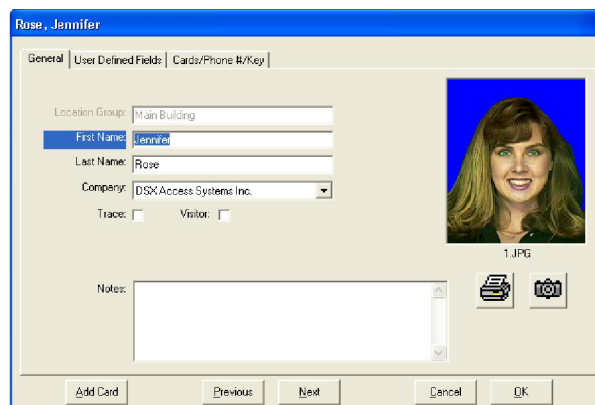 Rose, Jennifer
General User Defined Fields Cards/Phone #/Key
Location Group: Main Building
First Name: Jennifer
Last Name: Rose
Company: DSX Access Systems Inc.
Trace: Visitor:
1.JPG
Notes:
Add Card Previous Next Cancel OK